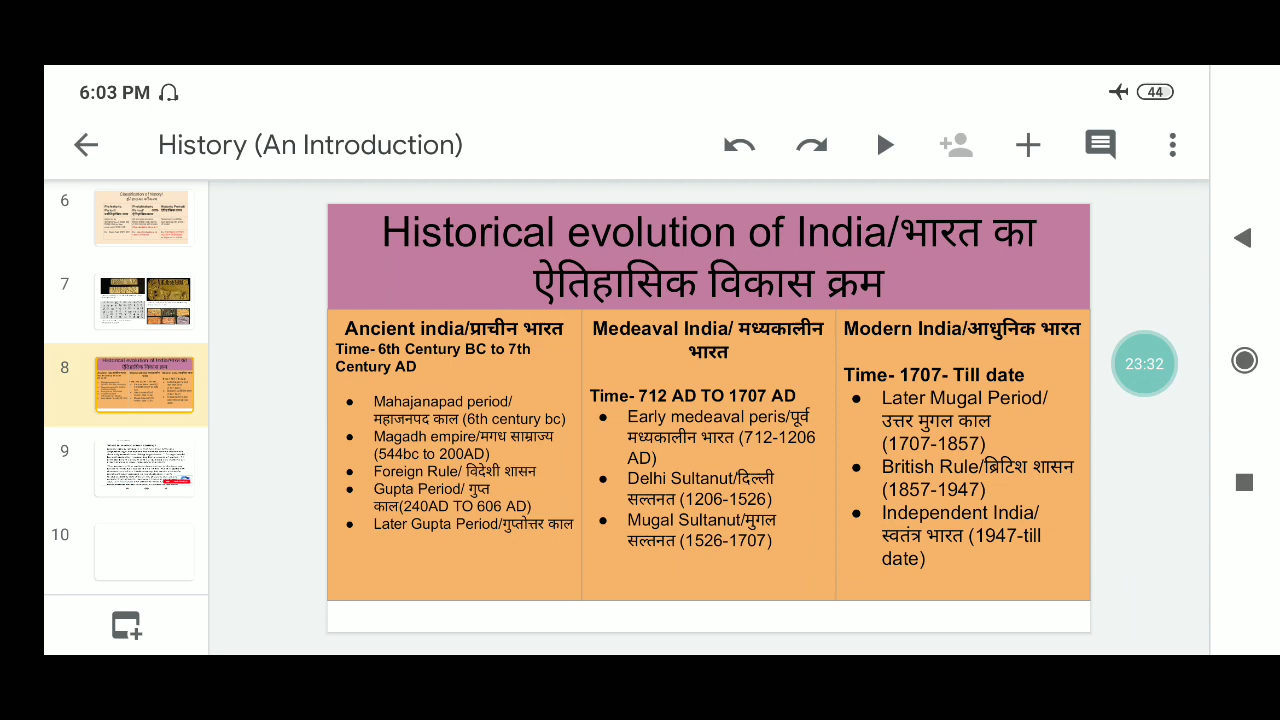 6:03 PM
44
History (An Introduction)
6
7
8
9
10
Historical evolution of India/भारत का
ऐतिहासिक विकास क्रम
Ancient india/प्राचीन भारत
Time- 6th Century BC to 7th
Century AD
● Mahajanapad period/
महाजनपद काल (6th century bc)
● Magadh empire/मगध साम्राज्य
(544bc to 200AD)
● Foreign Rule/ विदेशी शासन
● Gupta Period/ गुप्त
काल(240AD TO 606 AD)
● Later Gupta Period/गुप्तोत्तर काल
Medeaval India/ मध्यकालीन
भारत
Time- 712 AD TO 1707 AD
● Early medeaval peris/पूर्व
मध्यकालीन भारत (712-1206
AD)
● Delhi Sultanut/दिल्ली
सल्तनत (1206-1526)
● Mugal Sultanut/मुगल
सल्तनत (1526-1707)
Modern India/आधुनिक भारत
Time- 1707- Till date
● Later Mugal Period/
उत्तर मुगल काल
(1707-1857)
● British Rule/ब्रिटिश शासन
(1857-1947)
● Independent India/
स्वतंत्र भारत (1947-till
date)
23:32